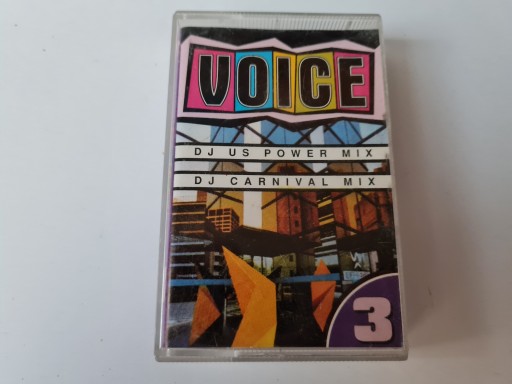 VOICE
DJ US POWER MIX
DJ CARNIVAL MIX
3